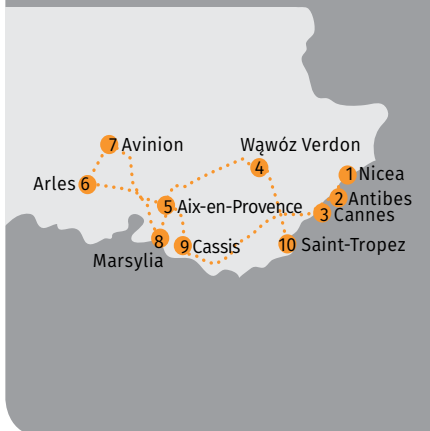 7 Avinion
Wąwóz Verdon
4
1 Nicea
Arles 6
2 Antibes
5 Aix-en-Provence
3 Cannes
8
9 Cassis
10 Saint-Tropez
Marsylia